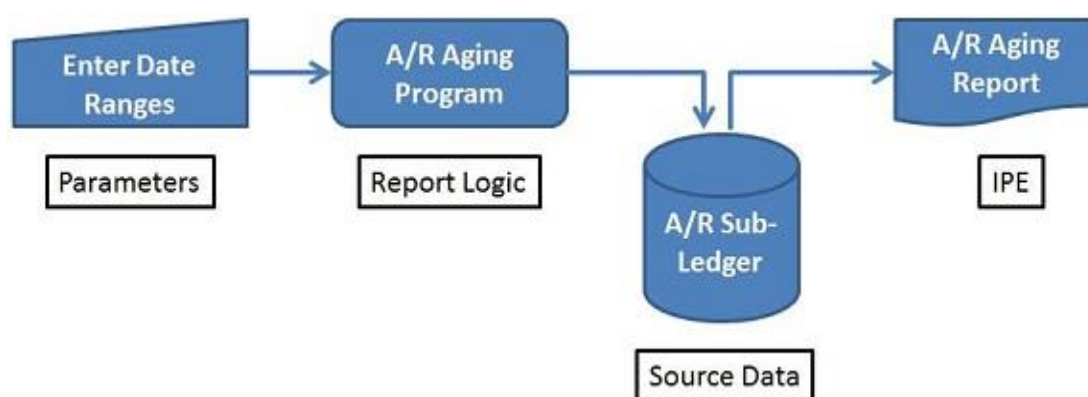 Enter Date
Ranges
A/R Aging
Program
A/R Aging
Report
Parameters
Report Logic
IPE
A/R Sub-
Ledger
Source Data